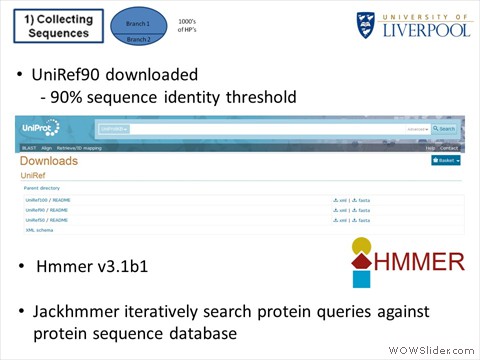 1) Collecting
Sequences
Branch 1
Branch 2
1000's
of HP's
UNIVERSITY OF
LIVERPOOL
• UniRef90 downloaded
- 90% sequence identity threshold
UniProt
UniProtKB
Advanced
Search
BLAST Align Retrieve/ID mapping
Help Contact
Downloads
Basket
UniRef
Parent directory
UniRef100 / README
xml | fasta
UniRef90 / README
xml | fasta
UniRef50 / README
xml | fasta
XML schema
• Hmmer v3.1b1
HMMER
• Jackhmmer iteratively search protein queries against
protein sequence database
WOWSlider.com